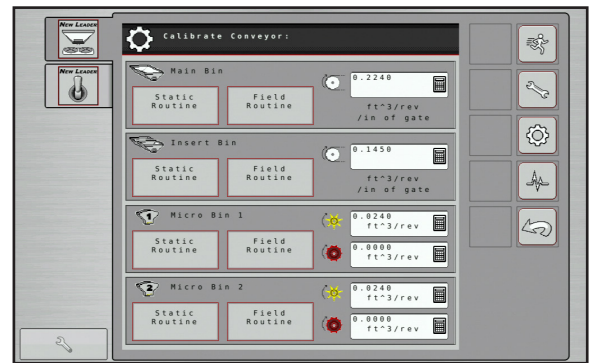 NEW LEADER
NEW LEADER
Calibrate Conveyor:
Main Bin
Static Routine
Field Routine
0.2240
ft^3/rev
/in of gate
Insert Bin
Static Routine
Field Routine
0.1450
ft^3/rev
/in of gate
1
Micro Bin 1
Static Routine
Field Routine
0.0240
ft^3/rev
0.0000
ft^3/rev
2
Micro Bin 2
Static Routine
Field Routine
0.0240
ft^3/rev
0.0000
ft^3/rev